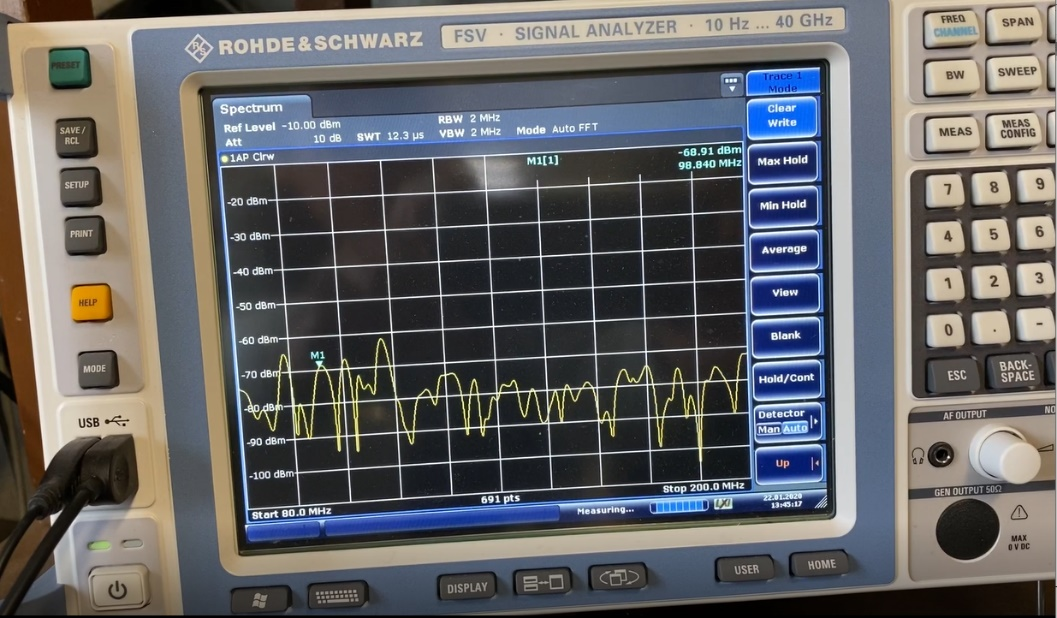 ROHDE & SCHWARZ
FSV · SIGNAL ANALYZER · 10 Hz ... 40 GHz
PRESET
SAVE / RCL
SETUP
PRINT
HELP
MODE
USB
Spectrum
Ref Level -10.00 dBm
RBW 2 MHz
Att 10 dB SWT 12.3 µs VBW 2 MHz Mode Auto FFT
1AP Clrw
M1[1] -68.91 dBm
98.840 MHz
-20 dBm
-30 dBm
-40 dBm
-50 dBm
-60 dBm
M1
-70 dBm
-80 dBm
-90 dBm
-100 dBm
Start 80.0 MHz 691 pts Stop 200.0 MHz
Measuring... LXI 22.01.2020
13:45:17
Trace 1
Mode
Clear
Write
Max Hold
Min Hold
Average
View
Blank
Hold/Cont
Detector
Man Auto
Up
DISPLAY
USER
HOME
FREQ
CHANNEL
SPAN
BW
SWEEP
MEAS
MEAS
CONFIG
7 8 9
4 5 6
1 2 3
0 . -
ESC
BACK-
SPACE
AF OUTPUT
NO
GEN OUTPUT 50Ω
MAX
0 V DC